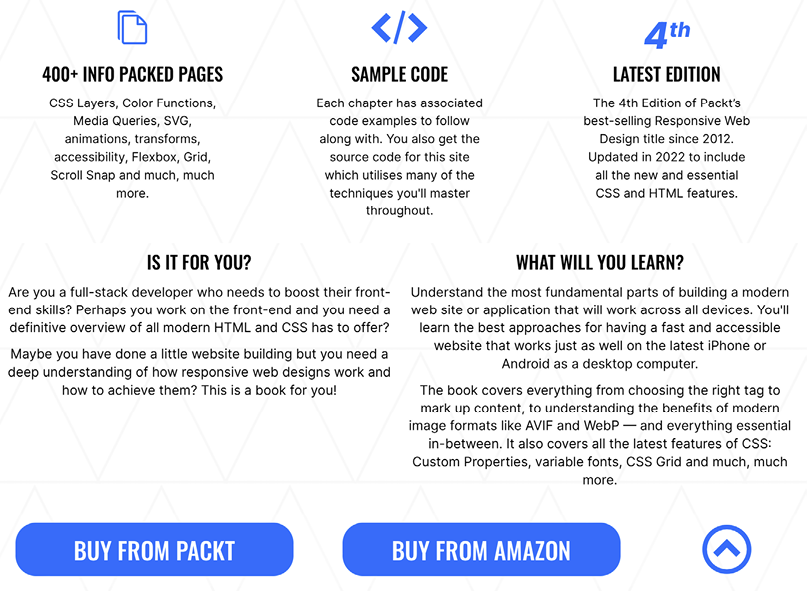 4th
400+ INFO PACKED PAGES
CSS Layers, Color Functions,
Media Queries, SVG,
animations, transforms,
accessibility, Flexbox, Grid,
Scroll Snap and much, much
more.
SAMPLE CODE
Each chapter has associated
code examples to follow
along with. You also get the
source code for this site
which utilises many of the
techniques you'll master
throughout.
LATEST EDITION
The 4th Edition of Packt's
best-selling Responsive Web
Design title since 2012.
Updated in 2022 to include
all the new and essential
CSS and HTML features.
IS IT FOR YOU?
Are you a full-stack developer who needs to boost their front-
end skills? Perhaps you work on the front-end and you need a
definitive overview of all modern HTML and CSS has to offer?
Maybe you have done a little website building but you need a
deep understanding of how responsive web designs work and
how to achieve them? This is a book for you!
WHAT WILL YOU LEARN?
Understand the most fundamental parts of building a modern
web site or application that will work across all devices. You'll
learn the best approaches for having a fast and accessible
website that works just as well on the latest iPhone or
Android as a desktop computer.
The book covers everything from choosing the right tag to
mark up content, to understanding the benefits of modern
image formats like AVIF and WebP — and everything essential
in-between. It also covers all the latest features of CSS:
Custom Properties, variable fonts, CSS Grid and much, much
more.
BUY FROM PACKT
BUY FROM AMAZON